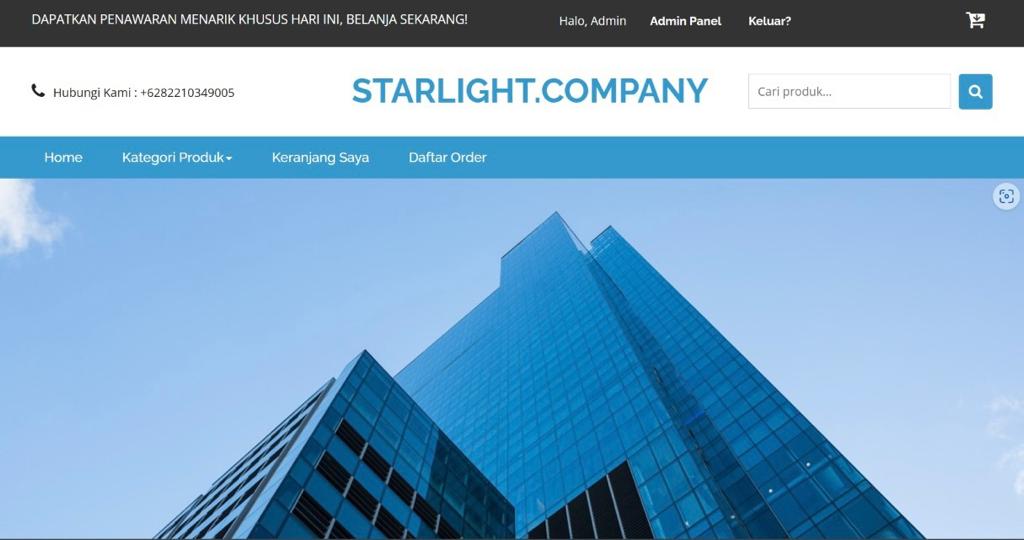 DAPATKAN PENAWARAN MENARIK KHUSUS HARI INI, BELANJA SEKARANG!
Halo, Admin
Admin Panel
Keluar?
Hubungi Kami : +6282210349005
STARLIGHT.COMPANY
Cari produk...
Home
Kategori Produk
Keranjang Saya
Daftar Order